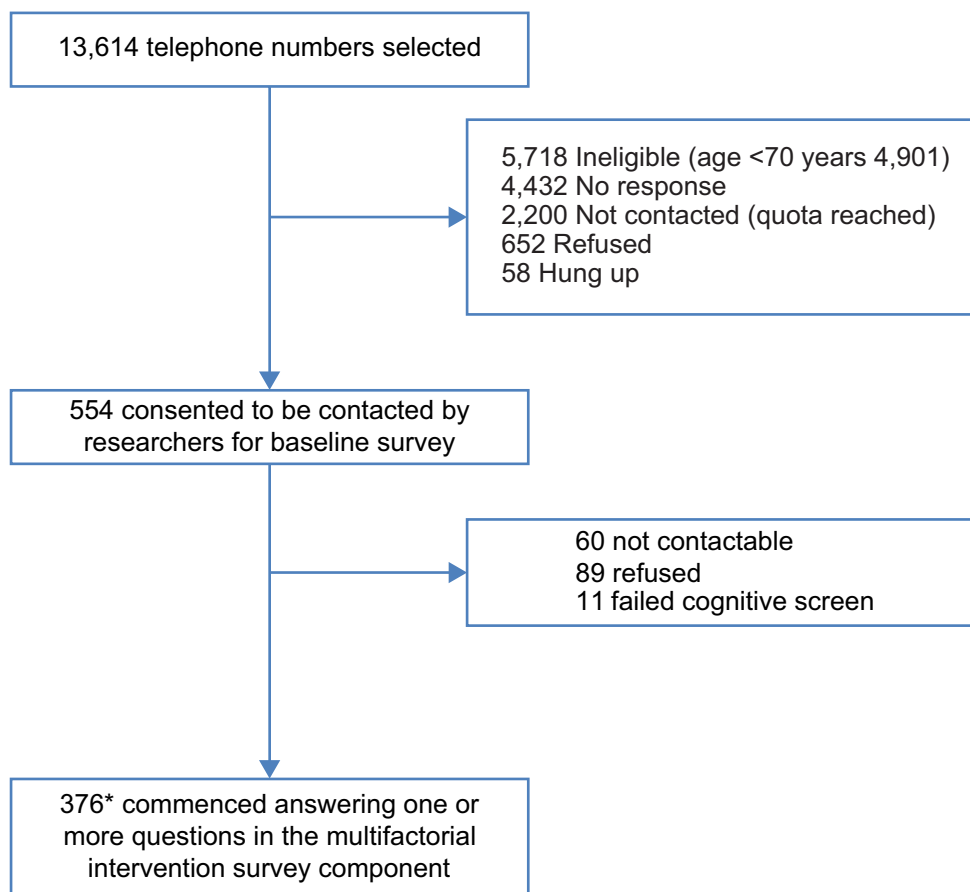 13,614 telephone numbers selected
5,718 Ineligible (age <70 years 4,901)
4,432 No response
2,200 Not contacted (quota reached)
652 Refused
58 Hung up
554 consented to be contacted by
researchers for baseline survey
60 not contactable
89 refused
11 failed cognitive screen
376* commenced answering one or
more questions in the multifactorial
intervention survey component